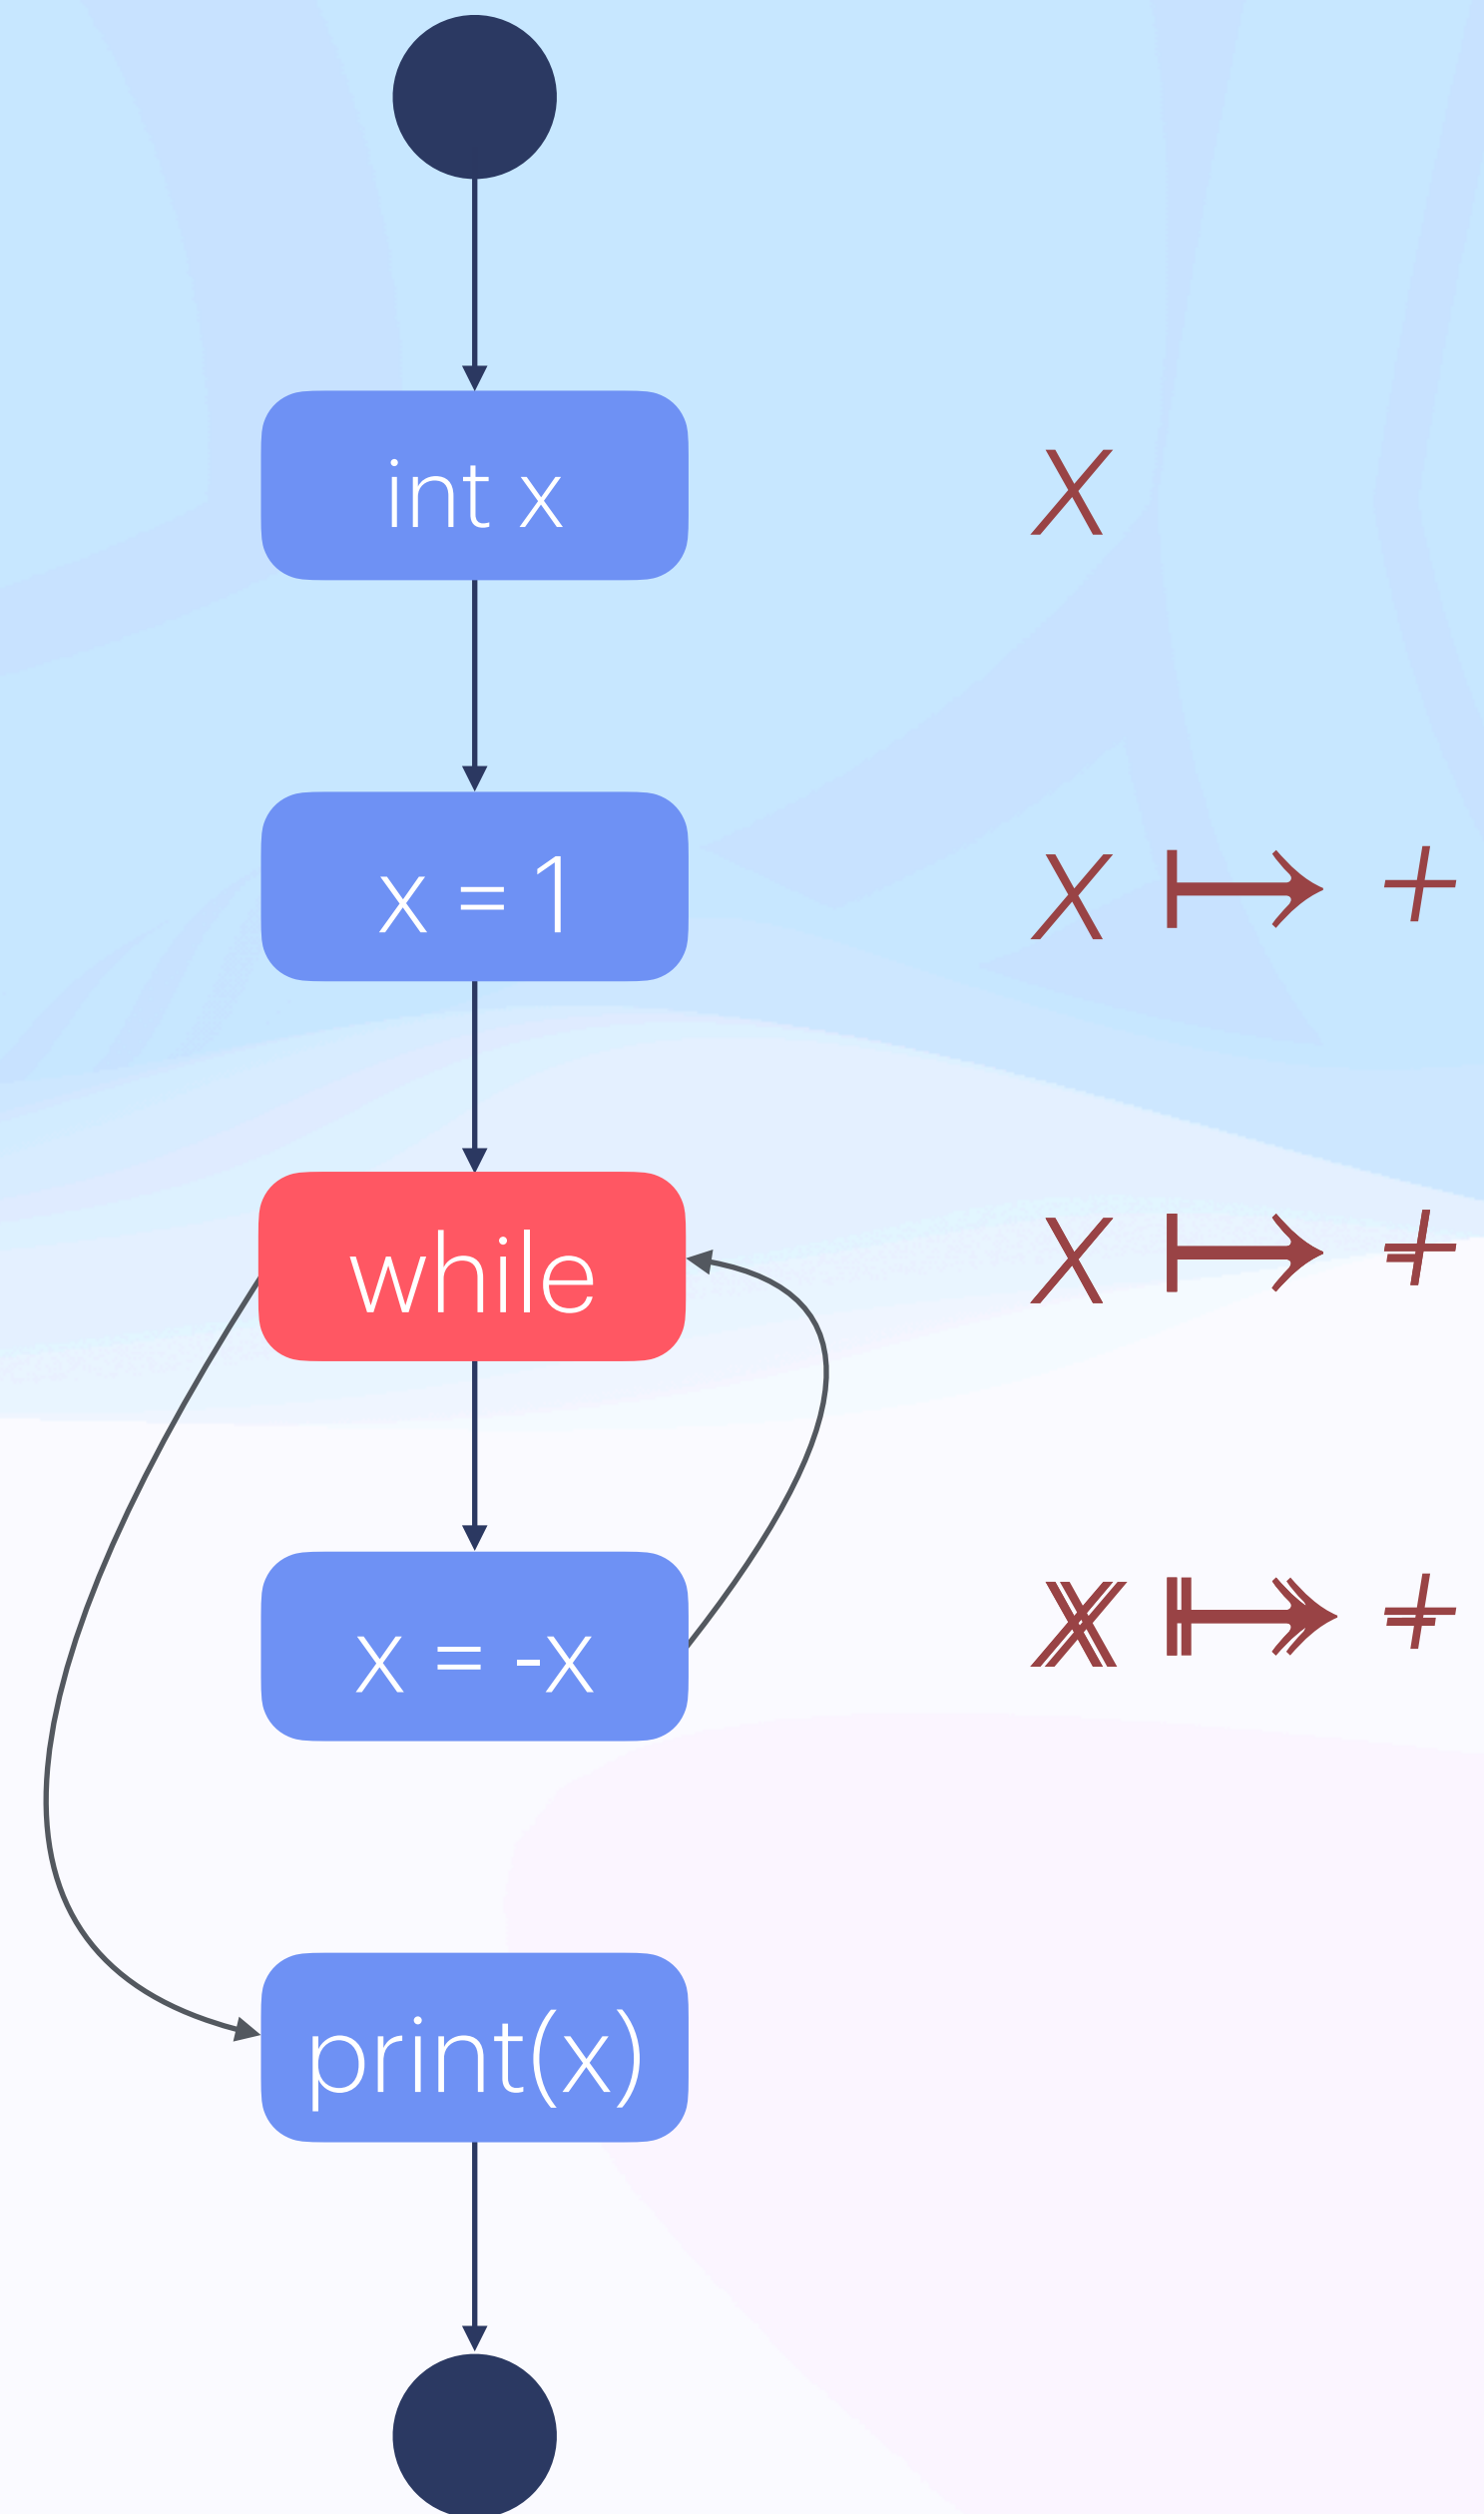 int x
x
x = 1
x ↦ +
while
x ↦
x = -x
print(x)